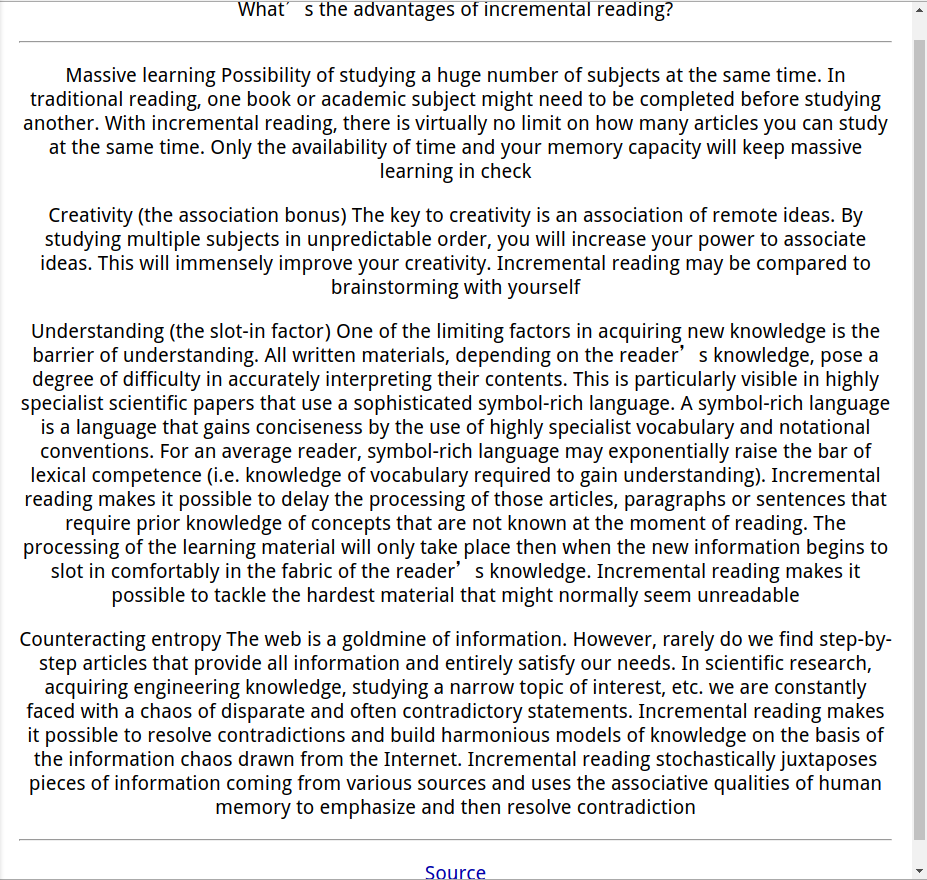 What´ s the advantages of incremental reading?
Massive learning Possibility of studying a huge number of subjects at the same time. In
traditional reading, one book or academic subject might need to be completed before studying
another. With incremental reading, there is virtually no limit on how many articles you can study
at the same time. Only the availability of time and your memory capacity will keep massive
learning in check
Creativity (the association bonus) The key to creativity is an association of remote ideas. By
studying multiple subjects in unpredictable order, you will increase your power to associate
ideas. This will immensely improve your creativity. Incremental reading may be compared to
brainstorming with yourself
Understanding (the slot-in factor) One of the limiting factors in acquiring new knowledge is the
barrier of understanding. All written materials, depending on the reader’ s knowledge, pose a
degree of difficulty in accurately interpreting their contents. This is particularly visible in highly
specialist scientific papers that use a sophisticated symbol-rich language. A symbol-rich language
is a language that gains conciseness by the use of highly specialist vocabulary and notational
conventions. For an average reader, symbol-rich language may exponentially raise the bar of
lexical competence (i.e. knowledge of vocabulary required to gain understanding). Incremental
reading makes it possible to delay the processing of those articles, paragraphs or sentences that
require prior knowledge of concepts that are not known at the moment of reading. The
processing of the learning material will only take place then when the new information begins to
slot in comfortably in the fabric of the reader’ s knowledge. Incremental reading makes it
possible to tackle the hardest material that might normally seem unreadable
Counteracting entropy The web is a goldmine of information. However, rarely do we find step-by-
step articles that provide all information and entirely satisfy our needs. In scientific research,
acquiring engineering knowledge, studying a narrow topic of interest, etc. we are constantly
faced with a chaos of disparate and often contradictory statements. Incremental reading makes
it possible to resolve contradictions and build harmonious models of knowledge on the basis of
the information chaos drawn from the Internet. Incremental reading stochastically juxtaposes
pieces of information coming from various sources and uses the associative qualities of human
memory to emphasize and then resolve contradiction
Source